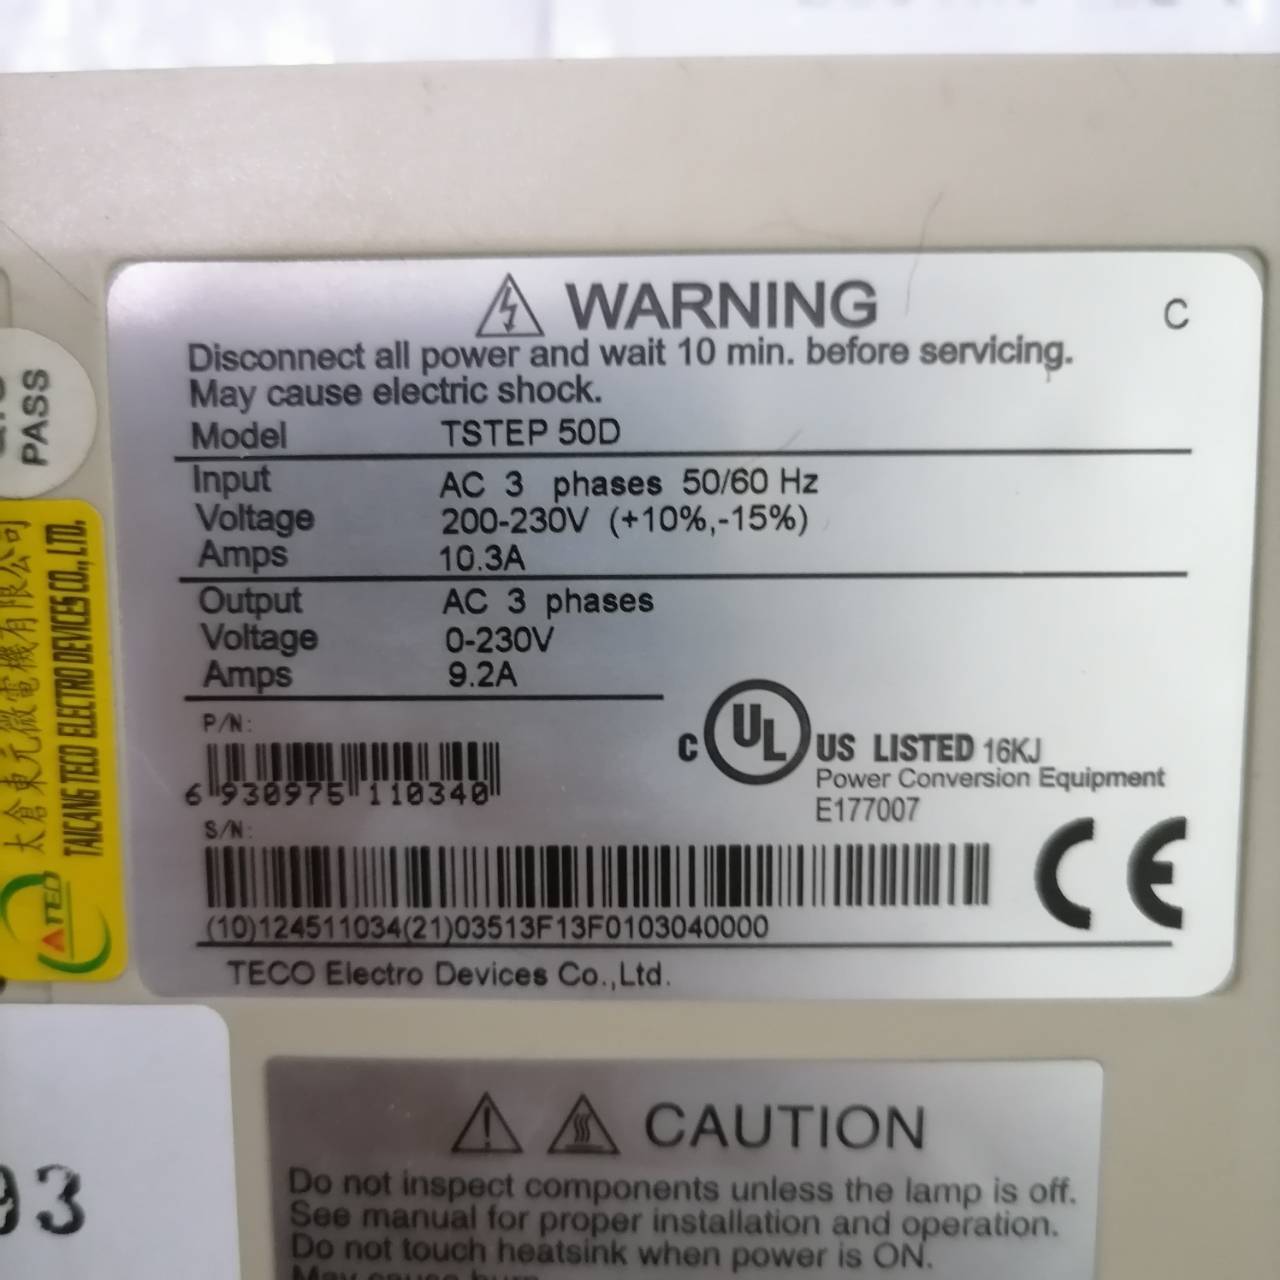 WARNING
C
Disconnect all power and wait 10 min. before servicing.
May cause electric shock.
Model TSTEP 50D
Input AC 3 phases 50/60 Hz
Voltage 200-230V (+10%,-15%)
Amps 10.3A
Output AC 3 phases
Voltage 0-230V
Amps 9.2A
P/N:
6 930975 110340
S/N:
(10)124511034(21)03513F13F0103040000
TECO Electro Devices Co.,Ltd.
C UL US LISTED 16KJ
Power Conversion Equipment
E177007
CE
PASS
太倉東元微電機有限公司
TAICANG TECO ELECTRO DEVICES CO., LTD.
93
CAUTION
Do not inspect components unless the lamp is off.
See manual for proper installation and operation.
Do not touch heatsink when power is ON.
May cause burn